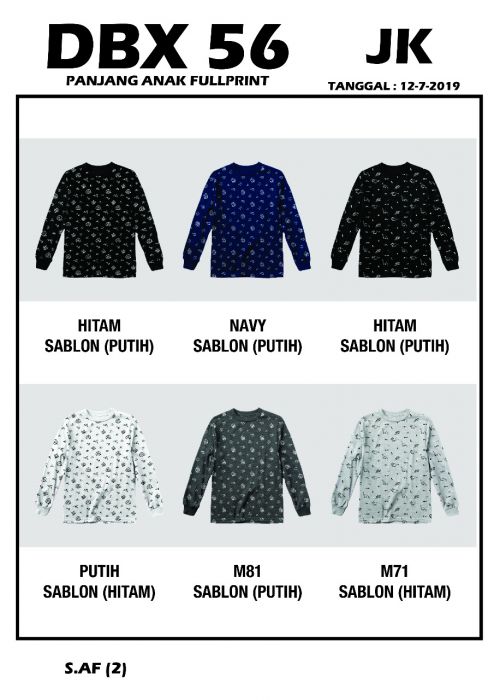 DBX 56
JK
PANJANG ANAK FULLPRINT
TANGGAL : 12-7-2019
HITAM
SABLON (PUTIH)
NAVY
SABLON (PUTIH)
HITAM
SABLON (PUTIH)
PUTIH
SABLON (HITAM)
M81
SABLON (PUTIH)
M71
SABLON (HITAM)
S.AF (2)